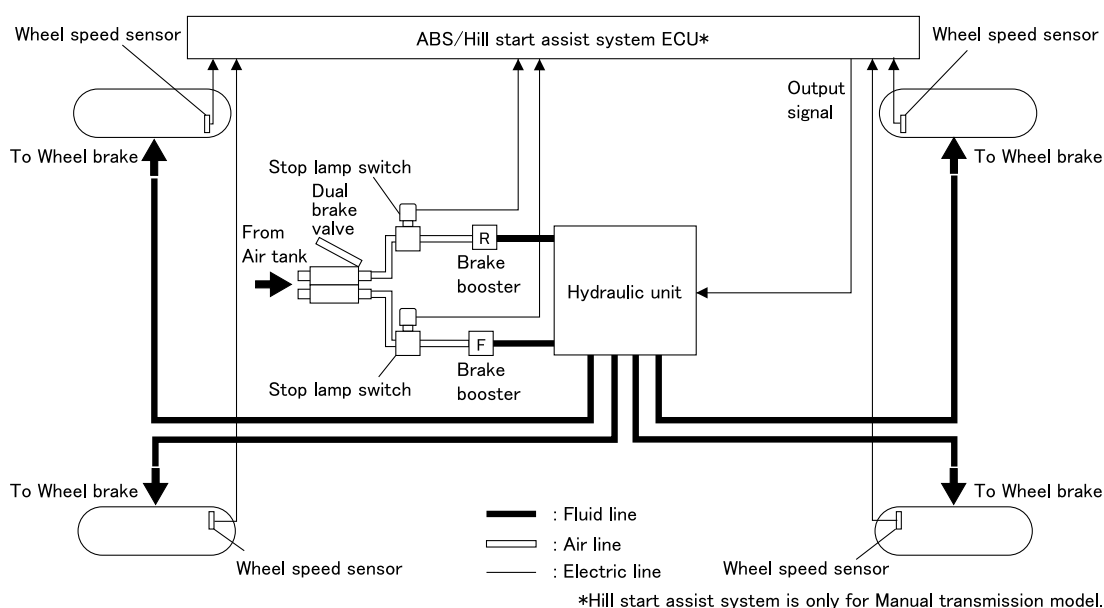 Wheel speed sensor
ABS/Hill start assist system ECU*
Wheel speed sensor
Output
signal
To Wheel brake
To Wheel brake
Stop lamp switch
Dual
brake
valve
From
Air tank
R
Brake
booster
Hydraulic unit
F
Stop lamp switch
Brake
booster
To Wheel brake
To Wheel brake
: Fluid line
: Air line
: Electric line
Wheel speed sensor
Wheel speed sensor
*Hill start assist system is only for Manual transmission model.